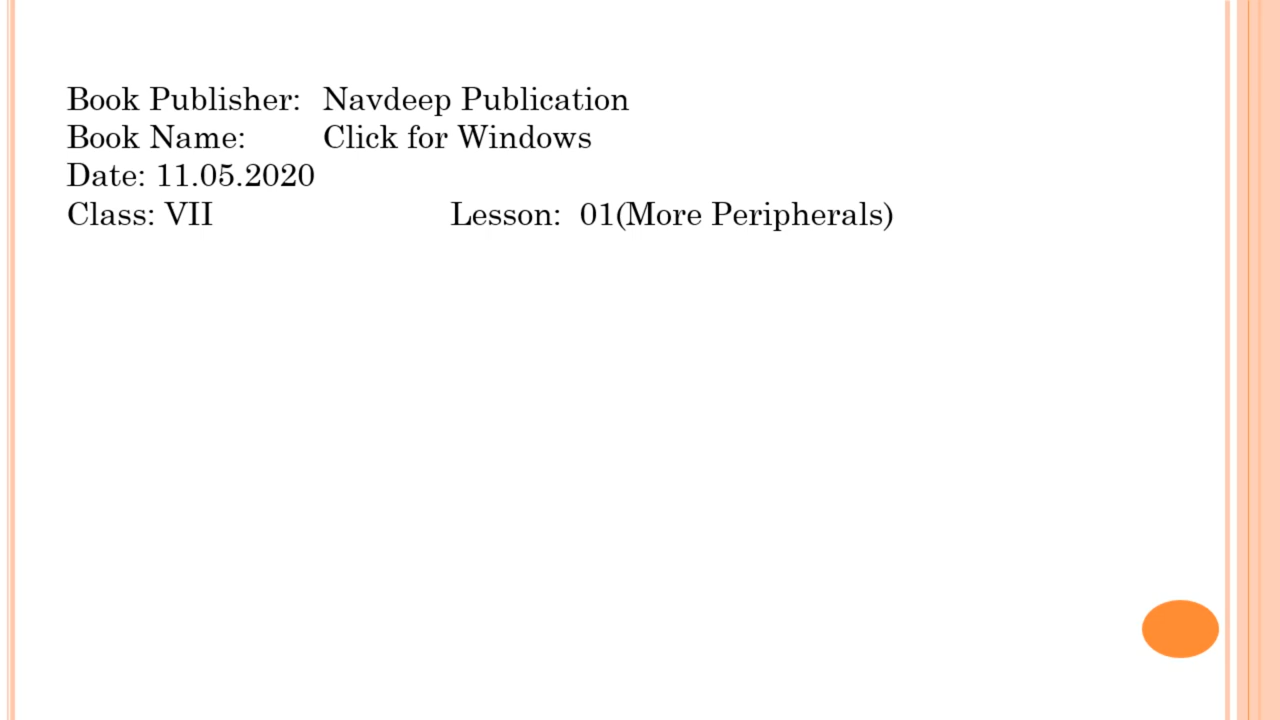 Book Publisher: Navdeep Publication
Book Name: Click for Windows
Date: 11.05.2020
Class: VII Lesson: 01(More Peripherals)